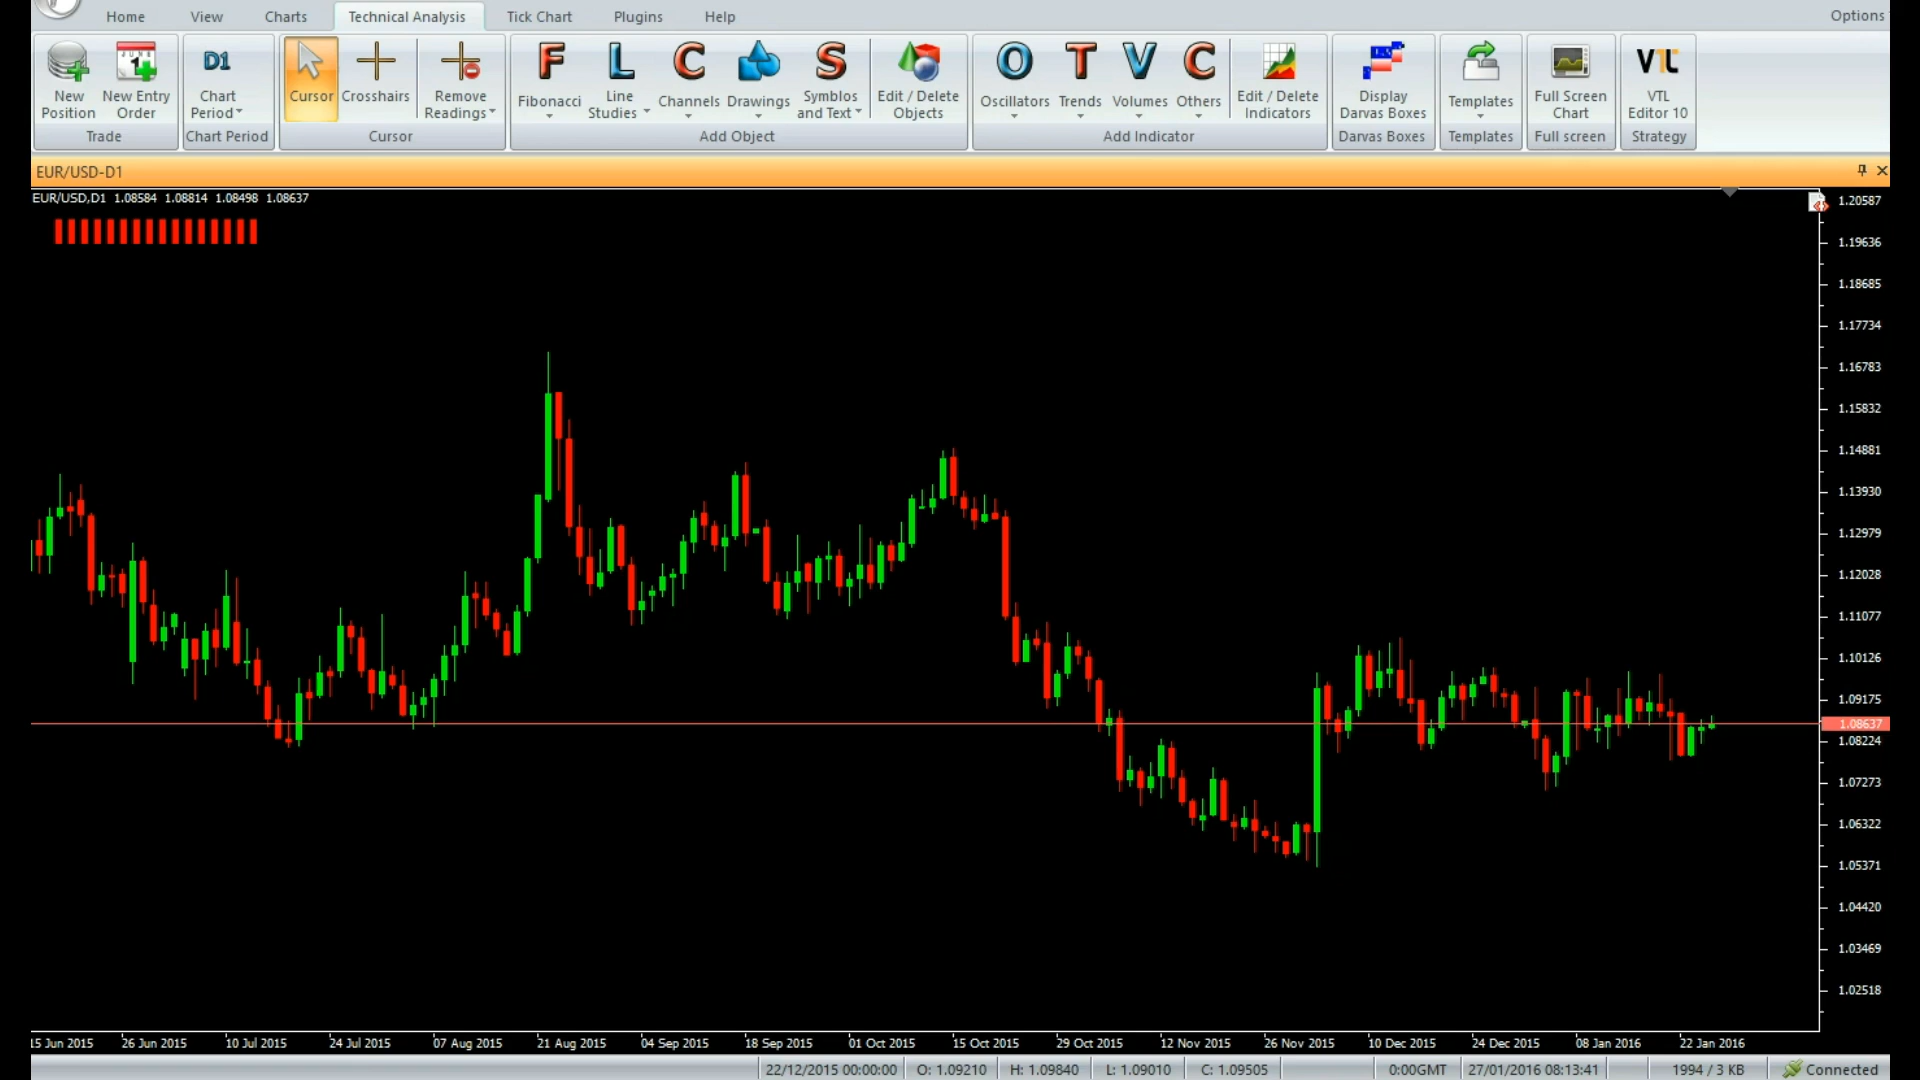 Home View Charts Technical Analysis Tick Chart Plugins Help Options
New Position
New Entry Order
Trade
D1
Chart Period
Chart Period
Cursor
Crosshairs
Remove Readings
Cursor
F
Fibonacci
L
Line Studies
C
Channels
Drawings
S
Symblos and Text
Edit / Delete Objects
Add Object
O
Oscillators
T
Trends
V
Volumes
C
Others
Edit / Delete Indicators
Add Indicator
Display Darvas Boxes
Darvas Boxes
Templates
Templates
Full Screen Chart
Full screen
VTL
VTL Editor 10
Strategy
EUR/USD-D1
EUR/USD,D1 1.08584 1.08814 1.08498 1.08637
1.20587
1.19636
1.18685
1.17734
1.16783
1.15832
1.14881
1.13930
1.12979
1.12028
1.11077
1.10126
1.09175
1.08637
1.08224
1.07273
1.06322
1.05371
1.04420
1.03469
1.02518
15 Jun 2015 26 Jun 2015 10 Jul 2015 24 Jul 2015 07 Aug 2015 21 Aug 2015 04 Sep 2015 18 Sep 2015 01 Oct 2015 15 Oct 2015 29 Oct 2015 12 Nov 2015 26 Nov 2015 10 Dec 2015 24 Dec 2015 08 Jan 2016 22 Jan 2016
22/12/2015 00:00:00 O: 1.09210 H: 1.09840 L: 1.09010 C: 1.09505 0:00GMT 27/01/2016 08:13:41 1994 / 3 KB Connected